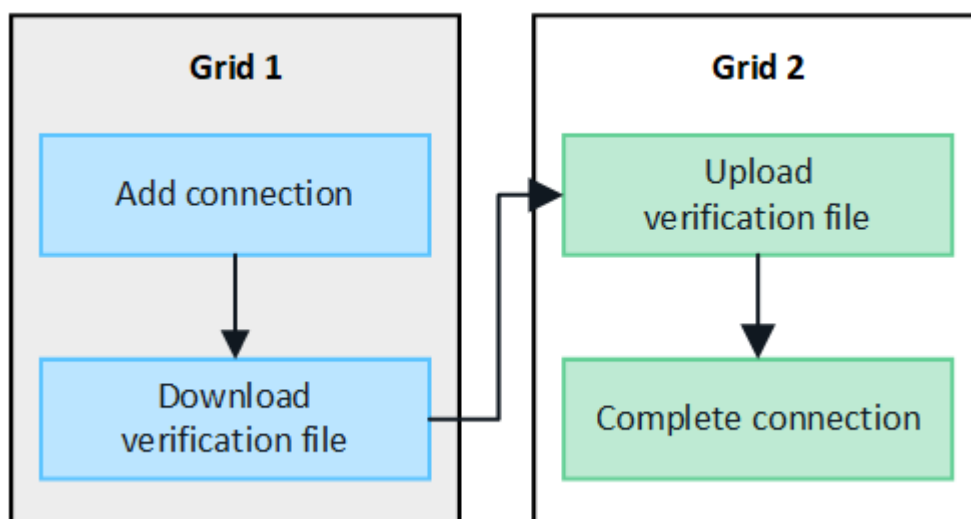 Grid 1
Add connection
Download
verification file
Grid 2
Upload
verification file
Complete connection